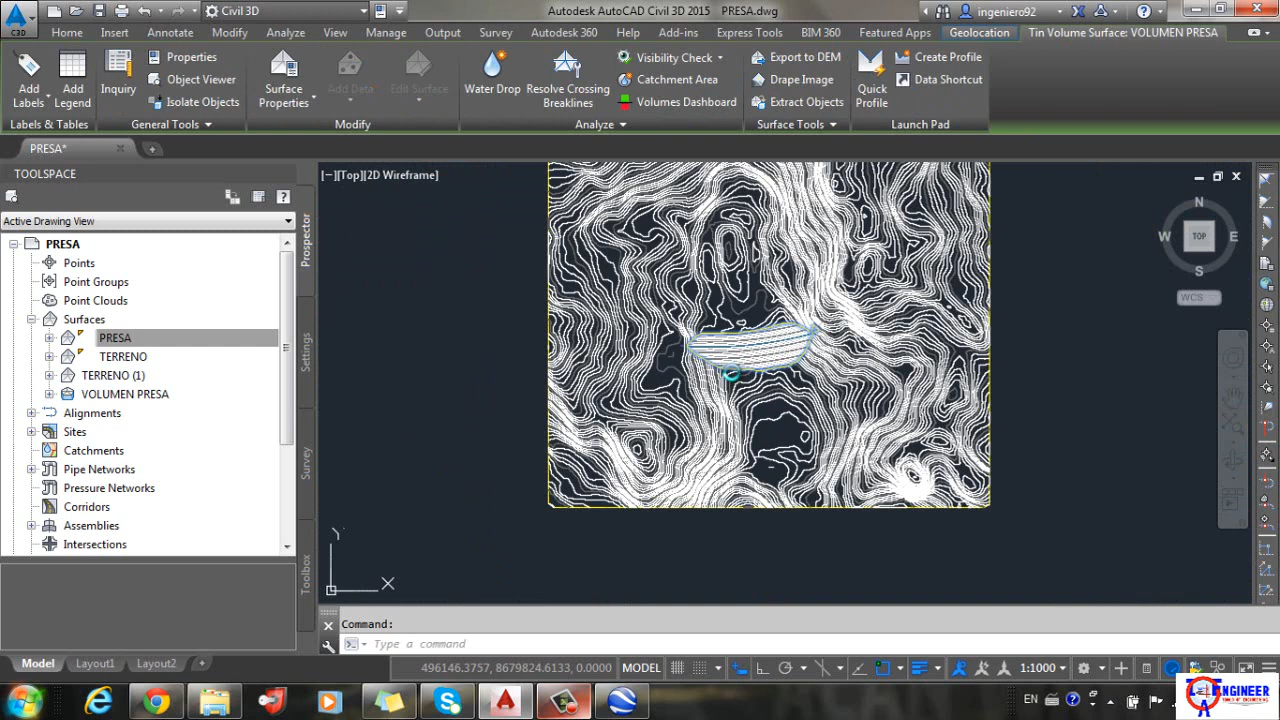 Civil 3D
Autodesk AutoCAD Civil 3D 2015 PRESA.dwg
ingeniero92
C3D
Home Insert Annotate Modify Analyze View Manage Output Survey Autodesk 360 Help Add-ins Express Tools BIM 360 Featured Apps Geolocation Tin Volume Surface: VOLUMEN PRESA
Add Labels
Add Legend
Inquiry
Properties
Object Viewer
Isolate Objects
Surface Properties
Add Data
Edit Surface
Water Drop
Resolve Crossing Breaklines
Visibility Check
Catchment Area
Volumes Dashboard
Export to DEM
Drape Image
Extract Objects
Quick Profile
Create Profile
Data Shortcut
Labels & Tables General Tools Modify Analyze Surface Tools Launch Pad
PRESA*
TOOLSPACE
Active Drawing View
PRESA
Points
Point Groups
Point Clouds
Surfaces
PRESA
TERRENO
TERRENO (1)
VOLUMEN PRESA
Alignments
Sites
Catchments
Pipe Networks
Pressure Networks
Corridors
Assemblies
Intersections
Prospector
Settings
Survey
Toolbox
[−][Top][2D Wireframe]
N
W TOP E
S
WCS
Y
X
Command:
Type a command
Model Layout1 Layout2
496146.3757, 8679824.6133, 0.0000 MODEL 1:1000
EN
ENGINEER